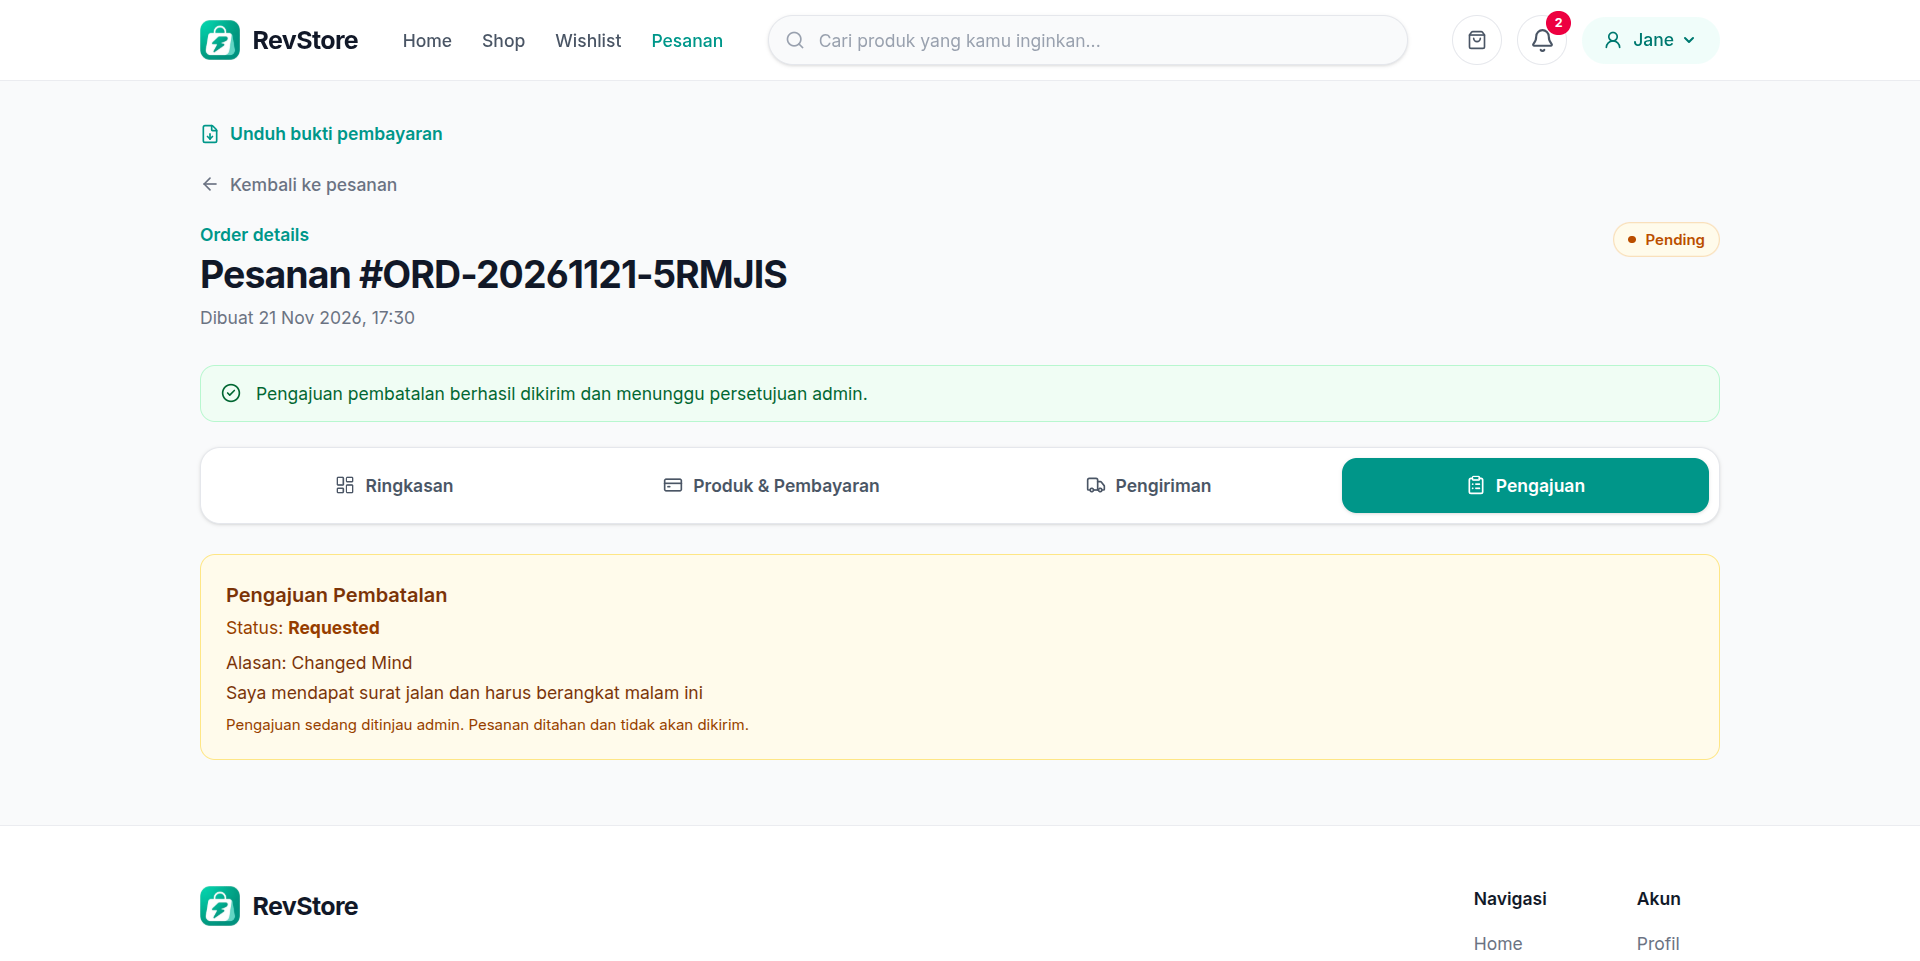 RevStore
Home
Shop
Wishlist
Pesanan
Cari produk yang kamu inginkan...
2
Jane
Unduh bukti pembayaran
Kembali ke pesanan
Order details
Pending
Pesanan #ORD-20261121-5RMJIS
Dibuat 21 Nov 2026, 17:30
Pengajuan pembatalan berhasil dikirim dan menunggu persetujuan admin.
Ringkasan
Produk & Pembayaran
Pengiriman
Pengajuan
Pengajuan Pembatalan
Status: Requested
Alasan: Changed Mind
Saya mendapat surat jalan dan harus berangkat malam ini
Pengajuan sedang ditinjau admin. Pesanan ditahan dan tidak akan dikirim.
RevStore
Navigasi
Home
Akun
Profil